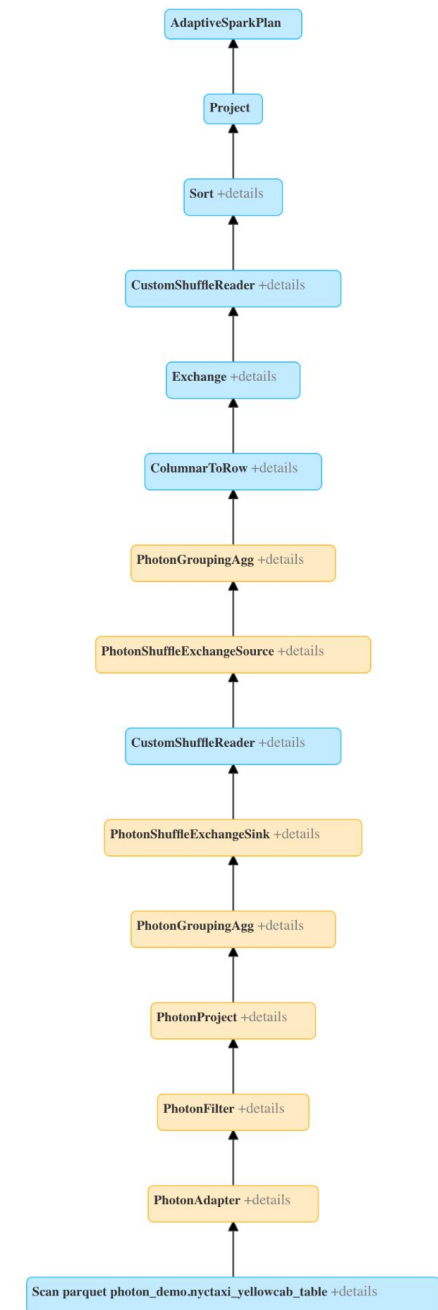 AdaptiveSparkPlan
Project
Sort +details
CustomShuffleReader +details
Exchange +details
ColumnarToRow +details
PhotonGroupingAgg +details
PhotonShuffleExchangeSource +details
CustomShuffleReader +details
PhotonShuffleExchangeSink +details
PhotonGroupingAgg +details
PhotonProject +details
PhotonFilter +details
PhotonAdapter +details
Scan parquet photon_demo.nyctaxi_yellowcab_table +details